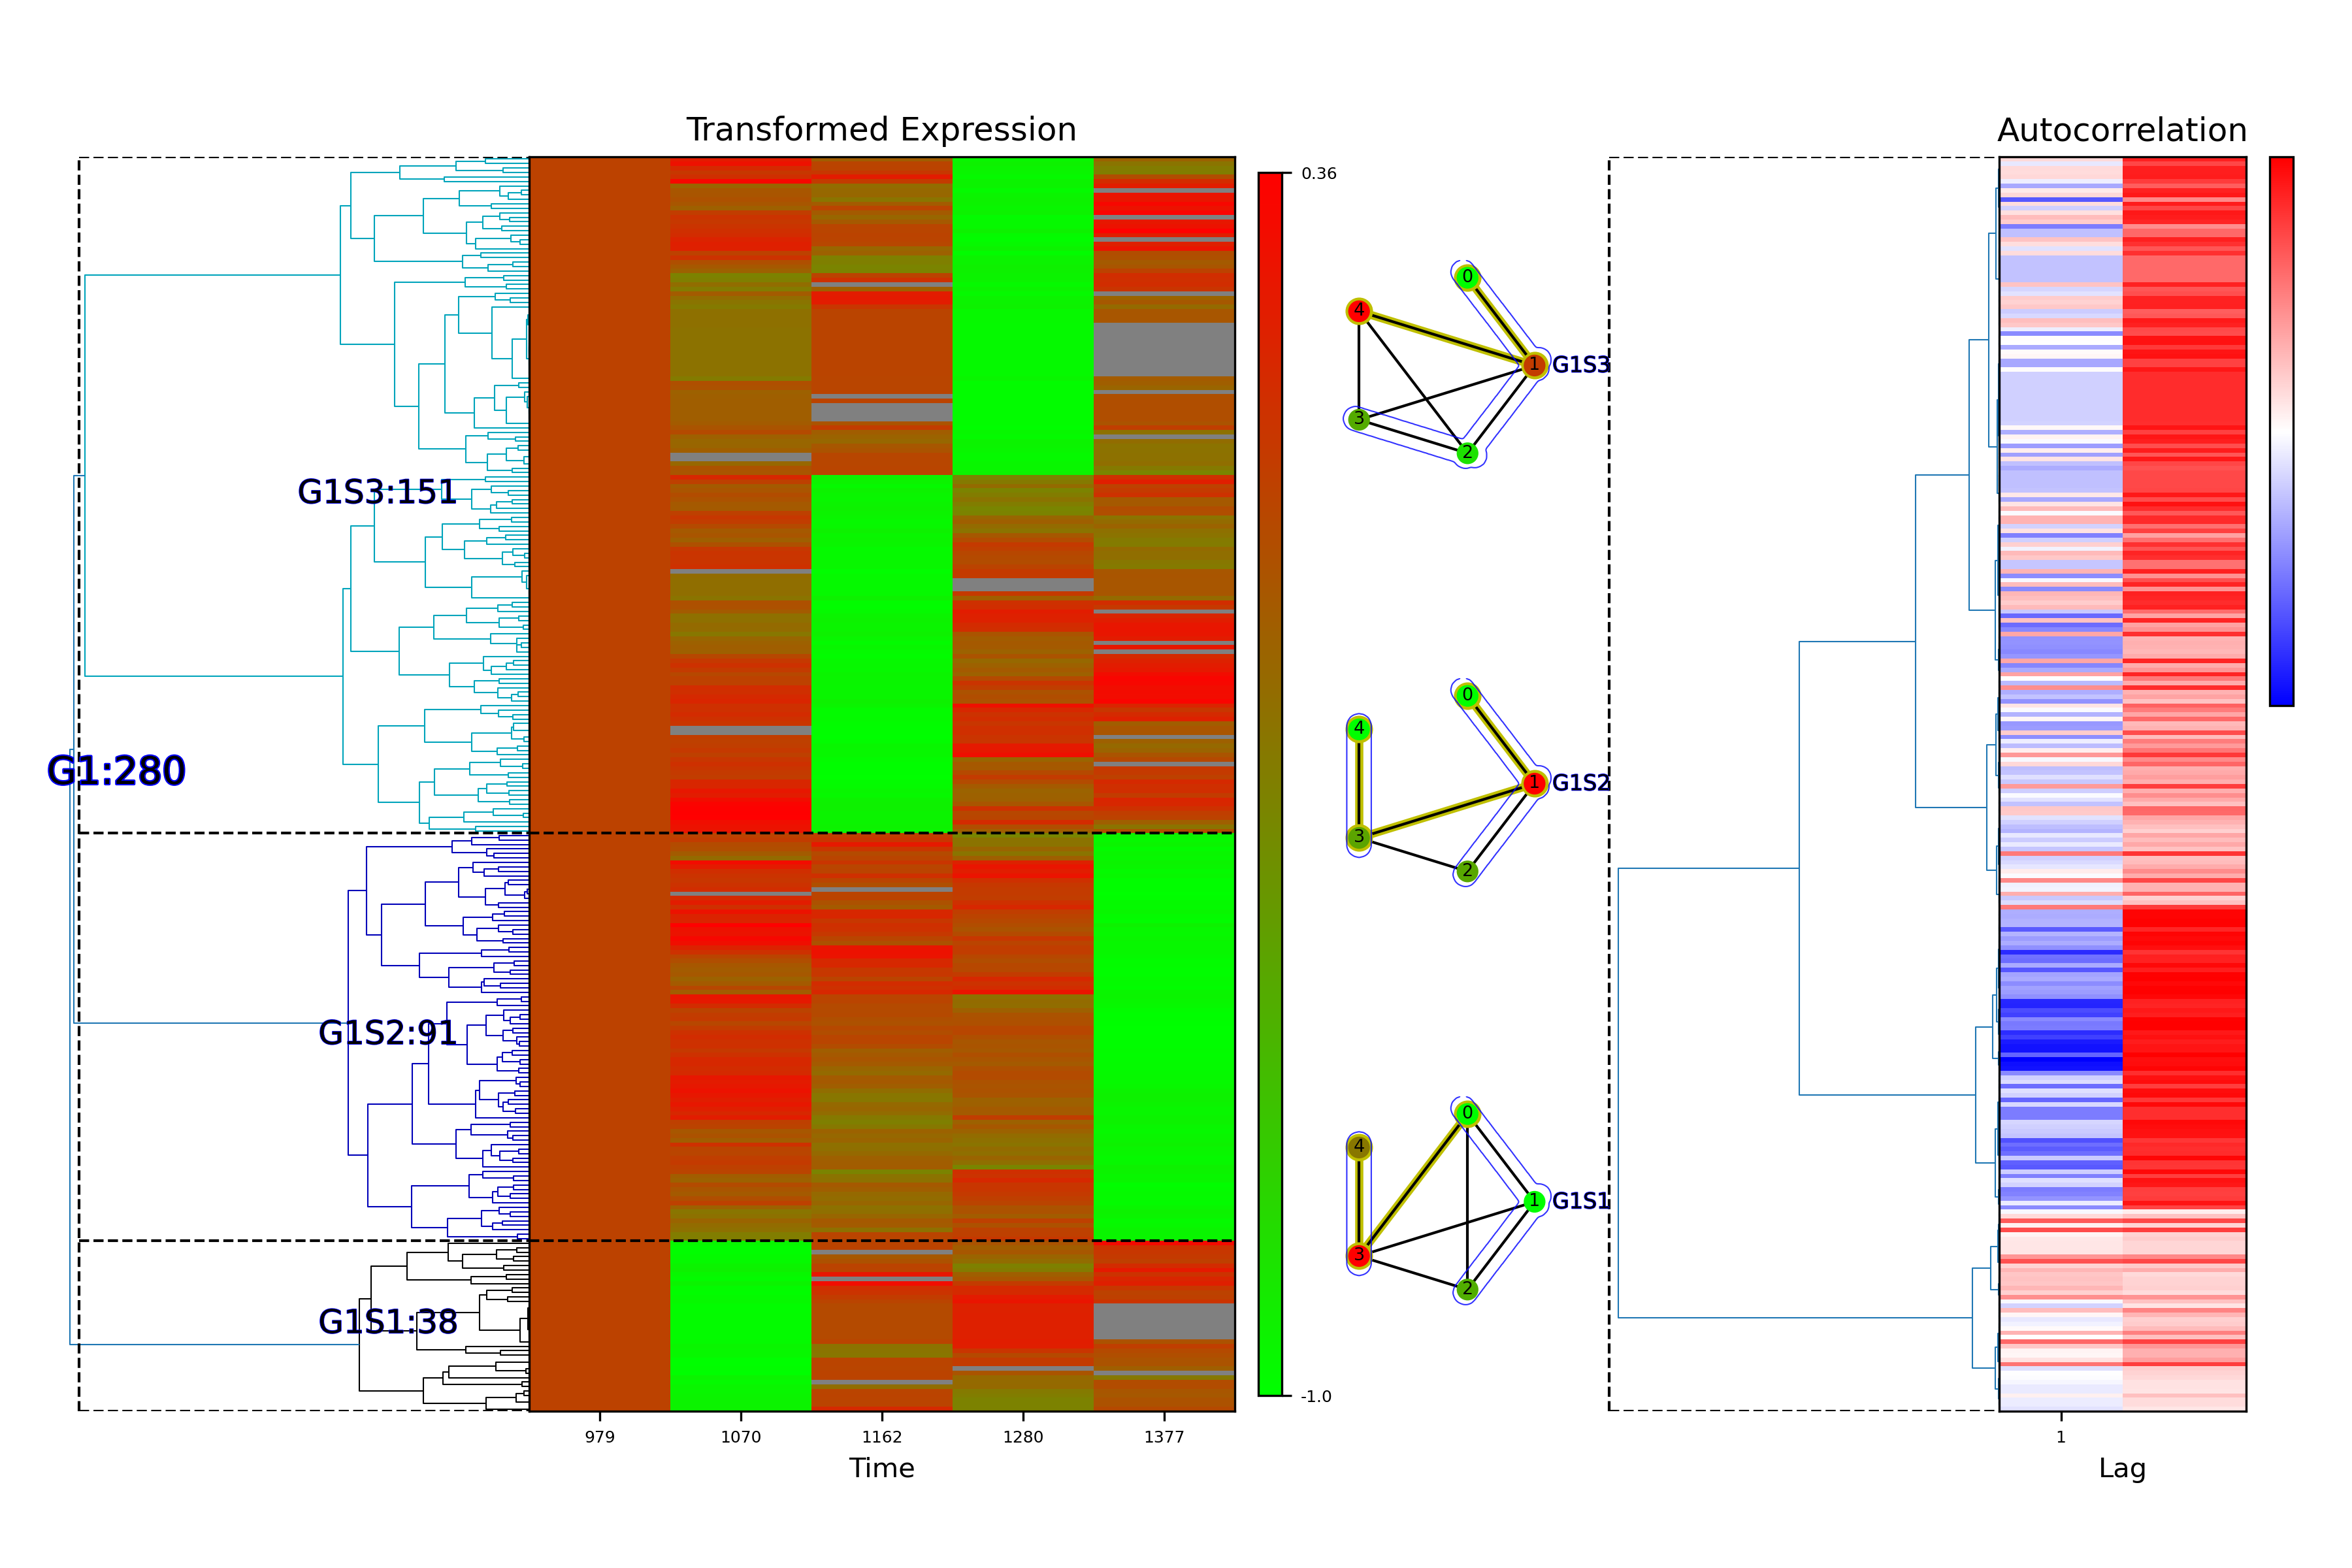 Transformed Expression
Autocorrelation
0.36
0
4
1
G1S3
3
2
G1S3:151
0
4
1
G1S2
3
2
G1:280
G1S2:91
0
4
1
G1S1
3
2
G1S1:38
-1.0
979 1070 1162 1280 1377
1
Time
Lag